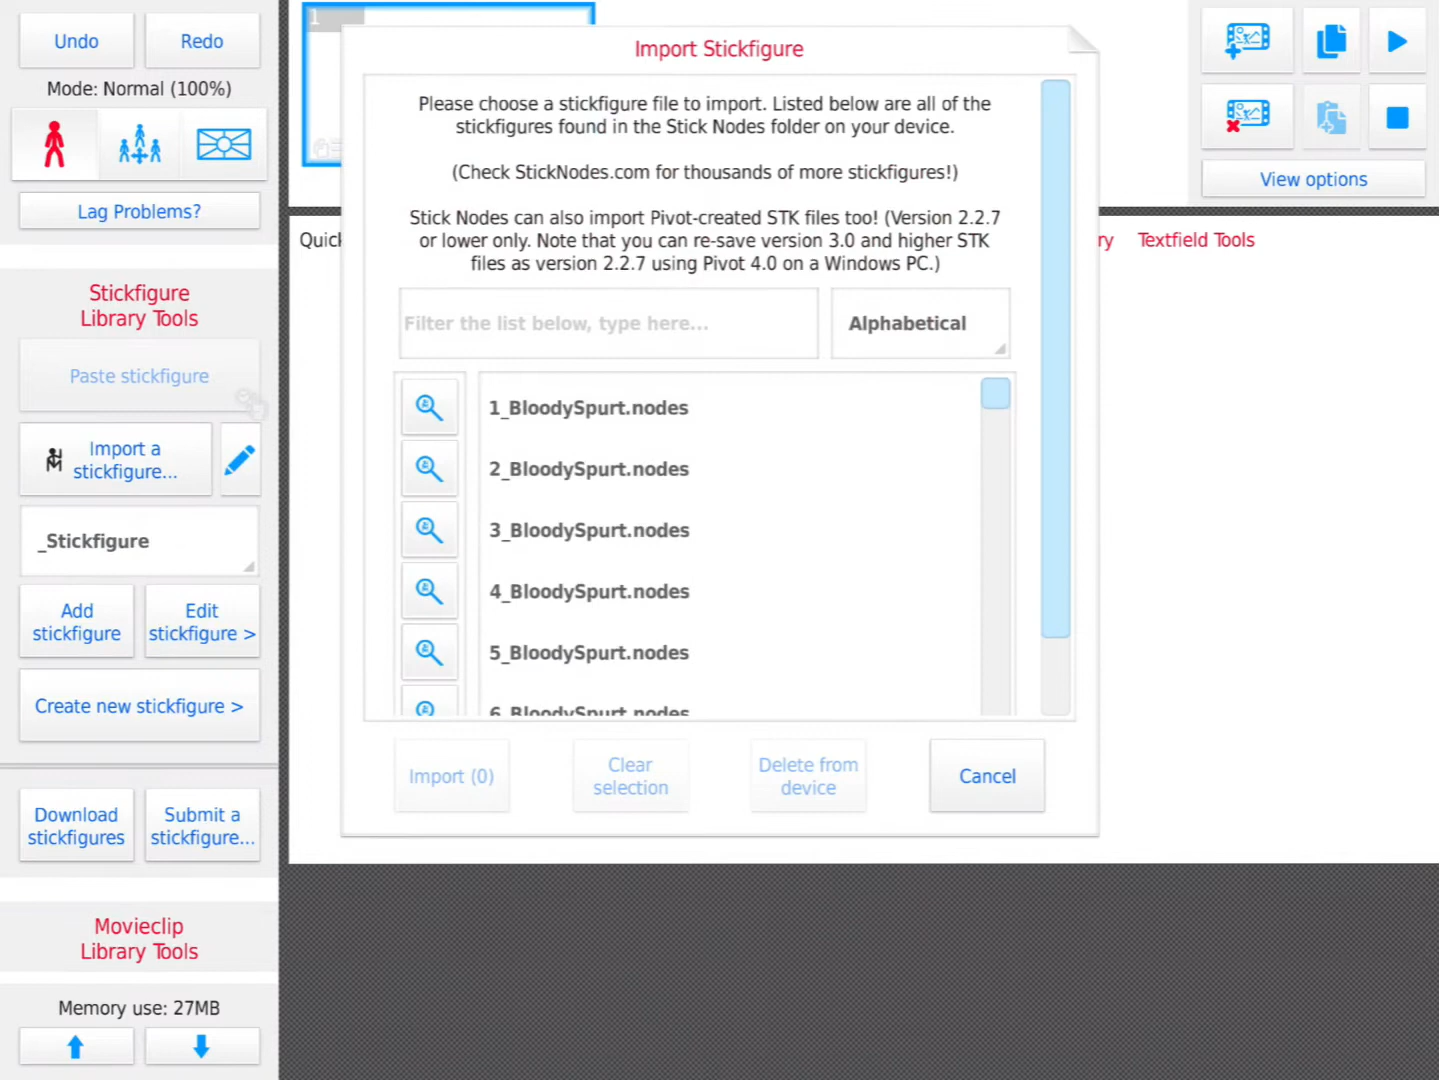 Undo
Redo
Mode: Normal (100%)
Lag Problems?
Stickfigure
Library Tools
Paste stickfigure
Import a
stickfigure...
_Stickfigure
Add
stickfigure
Edit
stickfigure >
Create new stickfigure >
Download
stickfigures
Submit a
stickfigure...
Movieclip
Library Tools
Memory use: 27MB
1
Import Stickfigure
Please choose a stickfigure file to import. Listed below are all of the
stickfigures found in the Stick Nodes folder on your device.
(Check StickNodes.com for thousands of more stickfigures!)
Stick Nodes can also import Pivot-created STK files too! (Version 2.2.7
or lower only. Note that you can re-save version 3.0 and higher STK
files as version 2.2.7 using Pivot 4.0 on a Windows PC.)
Filter the list below, type here...
Alphabetical
1_BloodySpurt.nodes
2_BloodySpurt.nodes
3_BloodySpurt.nodes
4_BloodySpurt.nodes
5_BloodySpurt.nodes
6_BloodySpurt.nodes
Import (0)
Clear
selection
Delete from
device
Cancel
View options
Quick
ry
Textfield Tools